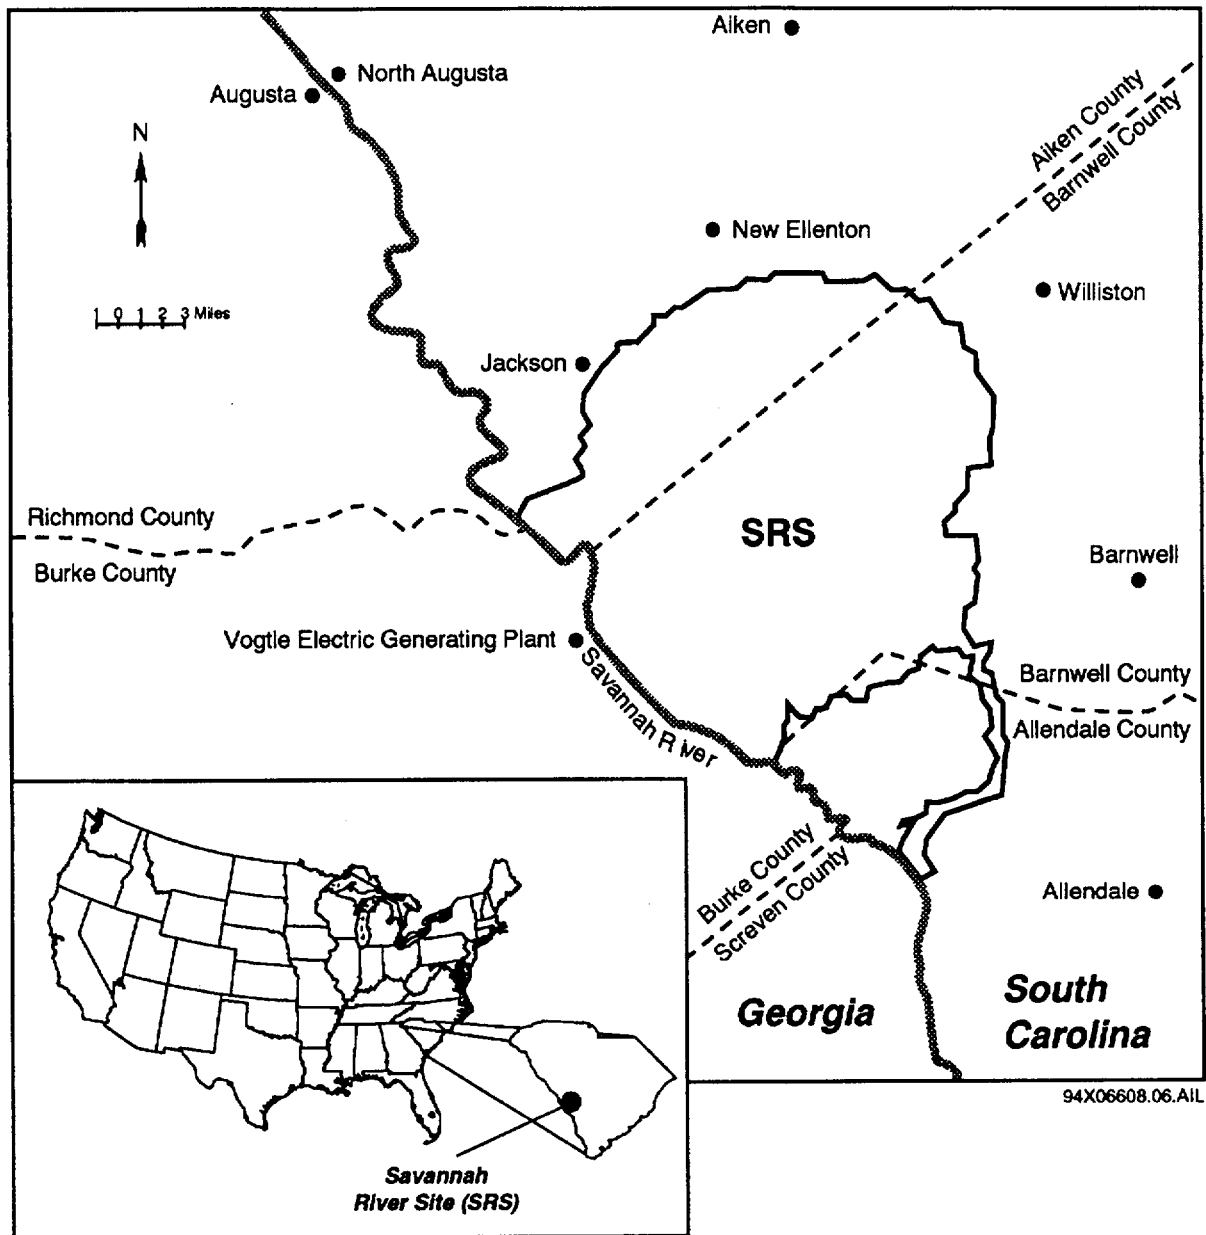 Aiken
North Augusta
Augusta
N
Aiken County
Barnwell County
New Ellenton
Williston
1 0 1 2 3 Miles
Jackson
Richmond County
Burke County
SRS
Barnwell
Vogtle Electric Generating Plant
Savannah River
Barnwell County
Allendale County
Burke County
Screven County
Allendale
Georgia
South
Carolina
94X06608.06.AIL
Savannah
River Site (SRS)